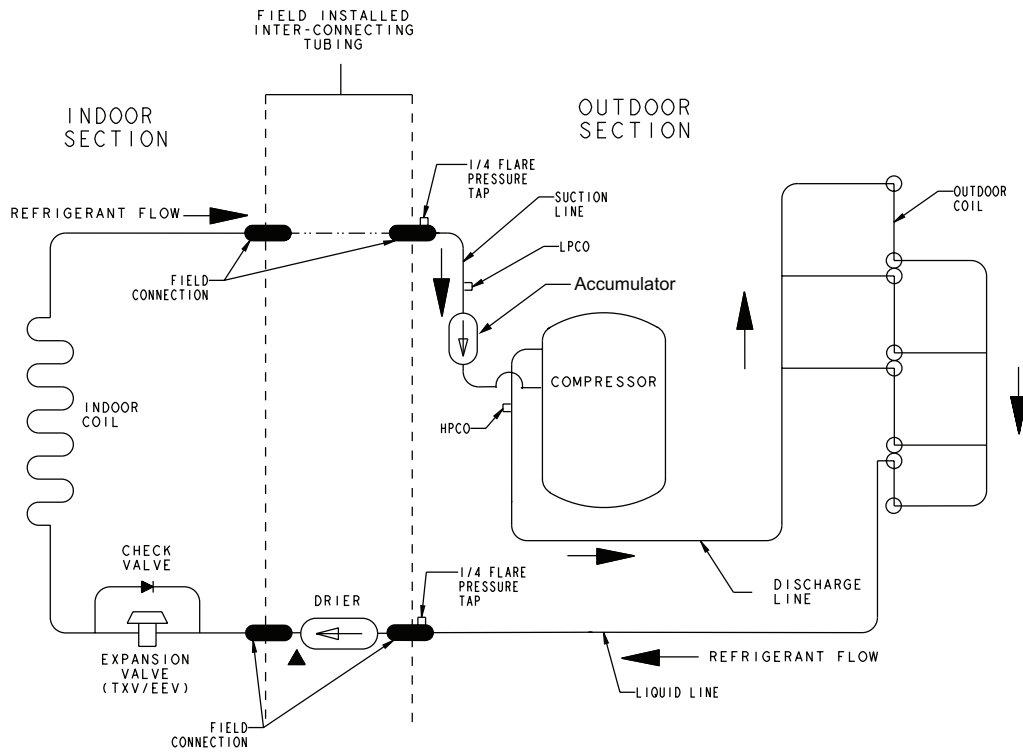 FIELD INSTALLED
INTER-CONNECTING
TUBING
INDOOR
SECTION
OUTDOOR
SECTION
1/4 FLARE
PRESSURE
TAP
SUCTION
LINE
OUTDOOR
COIL
REFRIGERANT FLOW
LPCO
FIELD
CONNECTION
Accumulator
COMPRESSOR
INDOOR
COIL
HPCO
CHECK
VALVE
1/4 FLARE
PRESSURE
TAP
DISCHARGE
LINE
DRIER
EXPANSION
VALVE
(TXV/EEV)
REFRIGERANT FLOW
LIQUID LINE
FIELD
CONNECTION